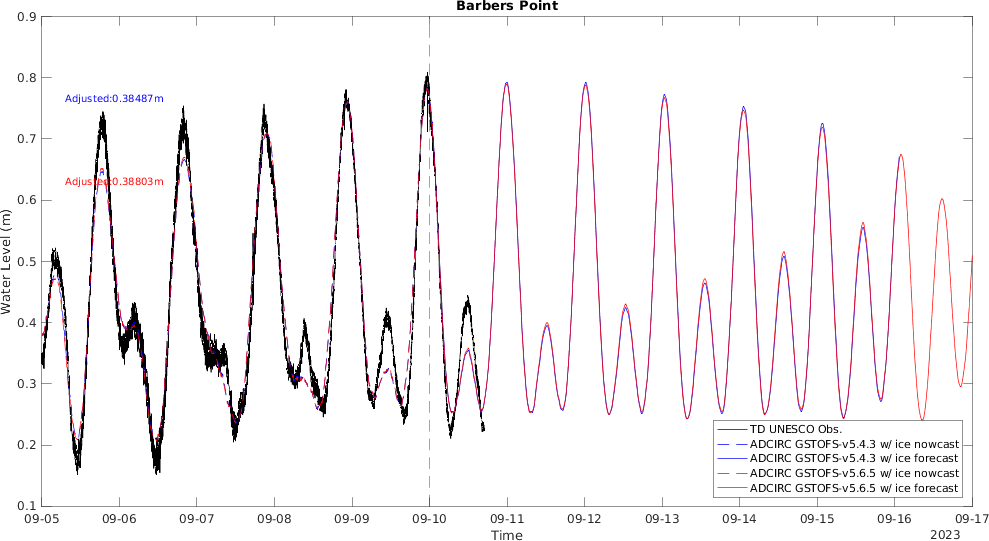 Barbers Point
0.9
0.8
0.7
0.6
0.5
0.4
0.3
0.2
0.1
Water Level (m)
Adjusted:0.38487m
Adjusted:0.38803m
TD UNESCO Obs.
ADCIRC GSTOFS-v5.4.3 w/ ice nowcast
ADCIRC GSTOFS-v5.4.3 w/ ice forecast
ADCIRC GSTOFS-v5.6.5 w/ ice nowcast
ADCIRC GSTOFS-v5.6.5 w/ ice forecast
09-05 09-06 09-07 09-08 09-09 09-10 09-11 09-12 09-13 09-14 09-15 09-16 09-17
Time
2023